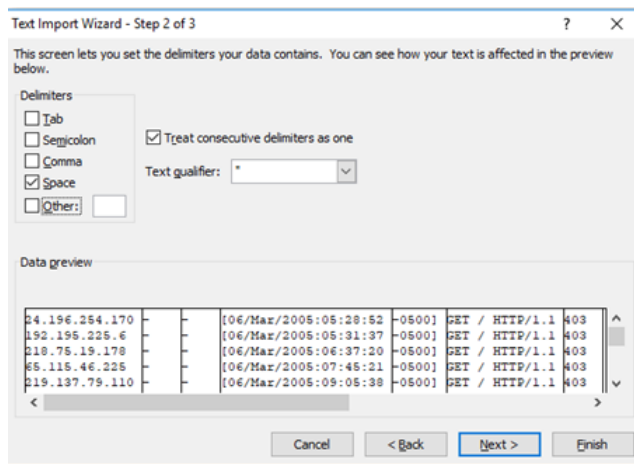 Text Import Wizard - Step 2 of 3 ? ×
This screen lets you set the delimiters your data contains. You can see how your text is affected in the preview
below.
Delimiters
Tab
Semicolon
Comma
Space
Other:
Treat consecutive delimiters as one
Text qualifier: "
Data preview
24.196.254.170 - - [06/Mar/2005:05:28:52 -0500] GET / HTTP/1.1 403
192.195.225.6 - - [06/Mar/2005:05:31:37 -0500] GET / HTTP/1.1 403
218.75.19.178 - - [06/Mar/2005:06:37:20 -0500] GET / HTTP/1.1 403
65.115.46.225 - - [06/Mar/2005:07:45:21 -0500] GET / HTTP/1.1 403
219.137.79.110 - - [06/Mar/2005:09:05:38 -0500] GET / HTTP/1.1 403
Cancel < Back Next > Finish